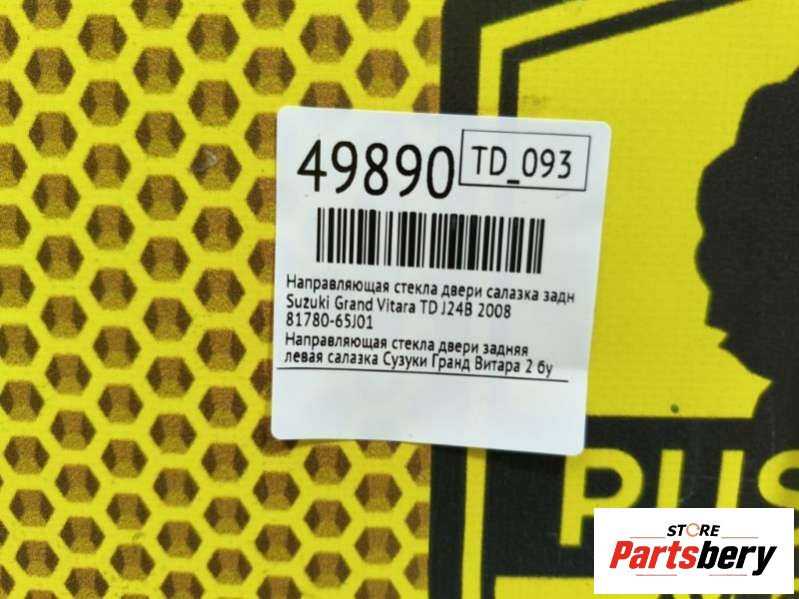 49890
TD_093
Направляющая стекла двери салазка задн
Suzuki Grand Vitara TD J24B 2008
81780-65J01
Направляющая стекла двери задняя
левая салазка Сузуки Гранд Витара 2 бу
PUS
STORE
Partsbery